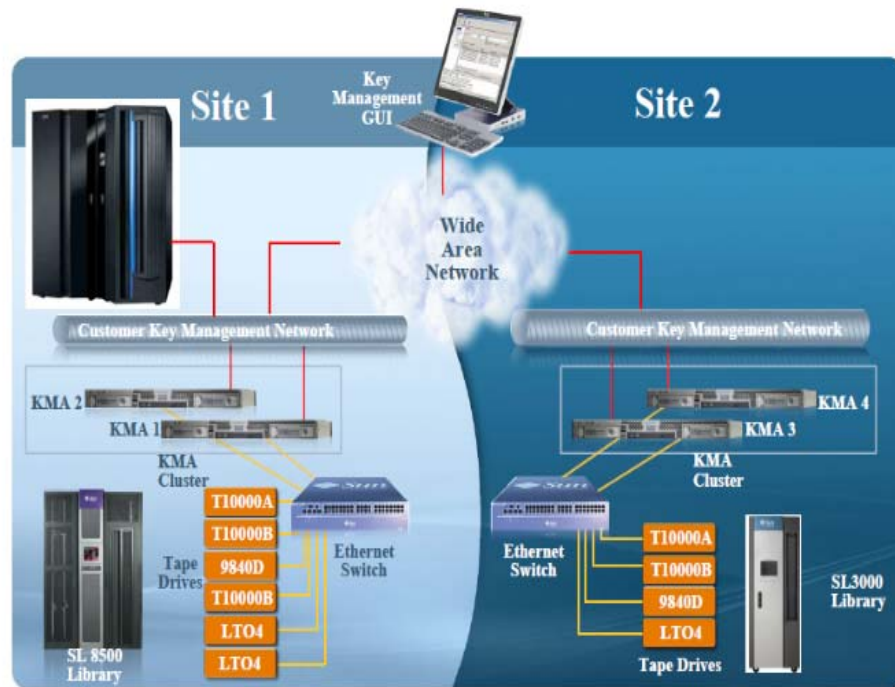 Site 1
Key
Management
GUI
Site 2
Wide
Area
Network
Customer Key Management Network
Customer Key Management Network
KMA 2
KMA 1
KMA
Cluster
KMA 4
KMA 3
KMA
Cluster
Sun
T10000A
T10000B
9840D
T10000B
LTO4
LTO4
Tape
Drives
Ethernet
Switch
SL 8500
Library
Sun
Ethernet
Switch
T10000A
T10000B
9840D
LTO4
Tape Drives
SL3000
Library